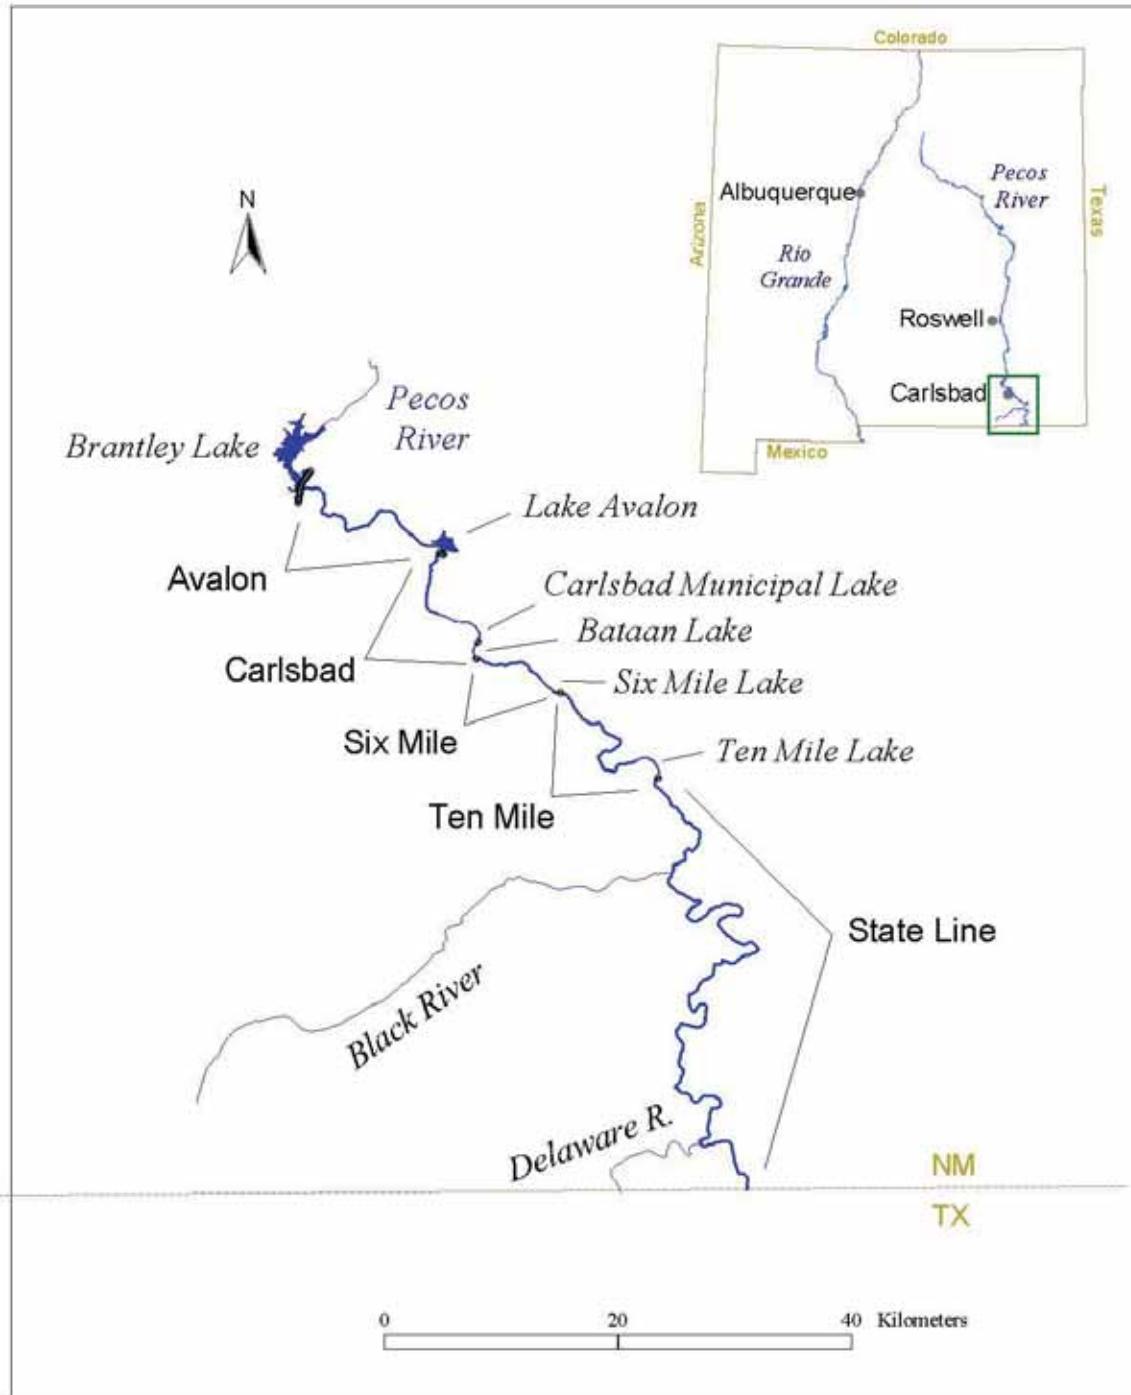 Colorado
Arizona
Texas
Mexico
Albuquerque
Pecos
River
Rio
Grande
Roswell
Carlsbad
N
Pecos
River
Brantley Lake
Lake Avalon
Avalon
Carlsbad Municipal Lake
Bataan Lake
Carlsbad
Six Mile Lake
Six Mile
Ten Mile Lake
Ten Mile
State Line
Black River
Delaware R.
NM
TX
0 20 40 Kilometers